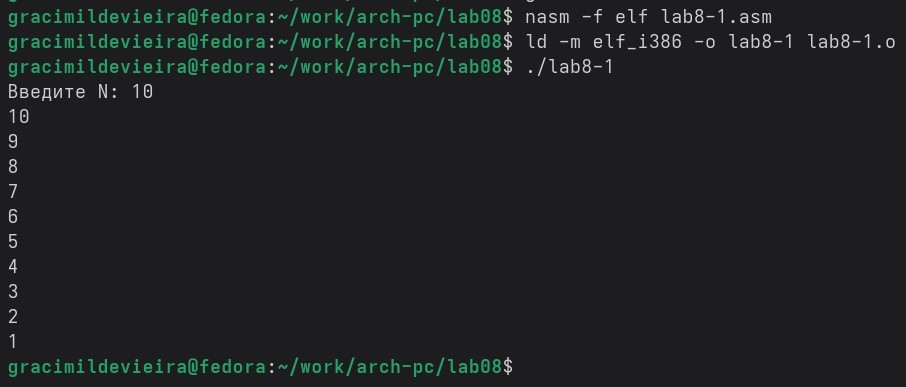 gracimildevieira@fedora:~/work/arch-pc/lab08$ nasm -f elf lab8-1.asm
gracimildevieira@fedora:~/work/arch-pc/lab08$ ld -m elf_i386 -o lab8-1 lab8-1.o
gracimildevieira@fedora:~/work/arch-pc/lab08$ ./lab8-1
Введите N: 10
10
9
8
7
6
5
4
3
2
1
gracimildevieira@fedora:~/work/arch-pc/lab08$